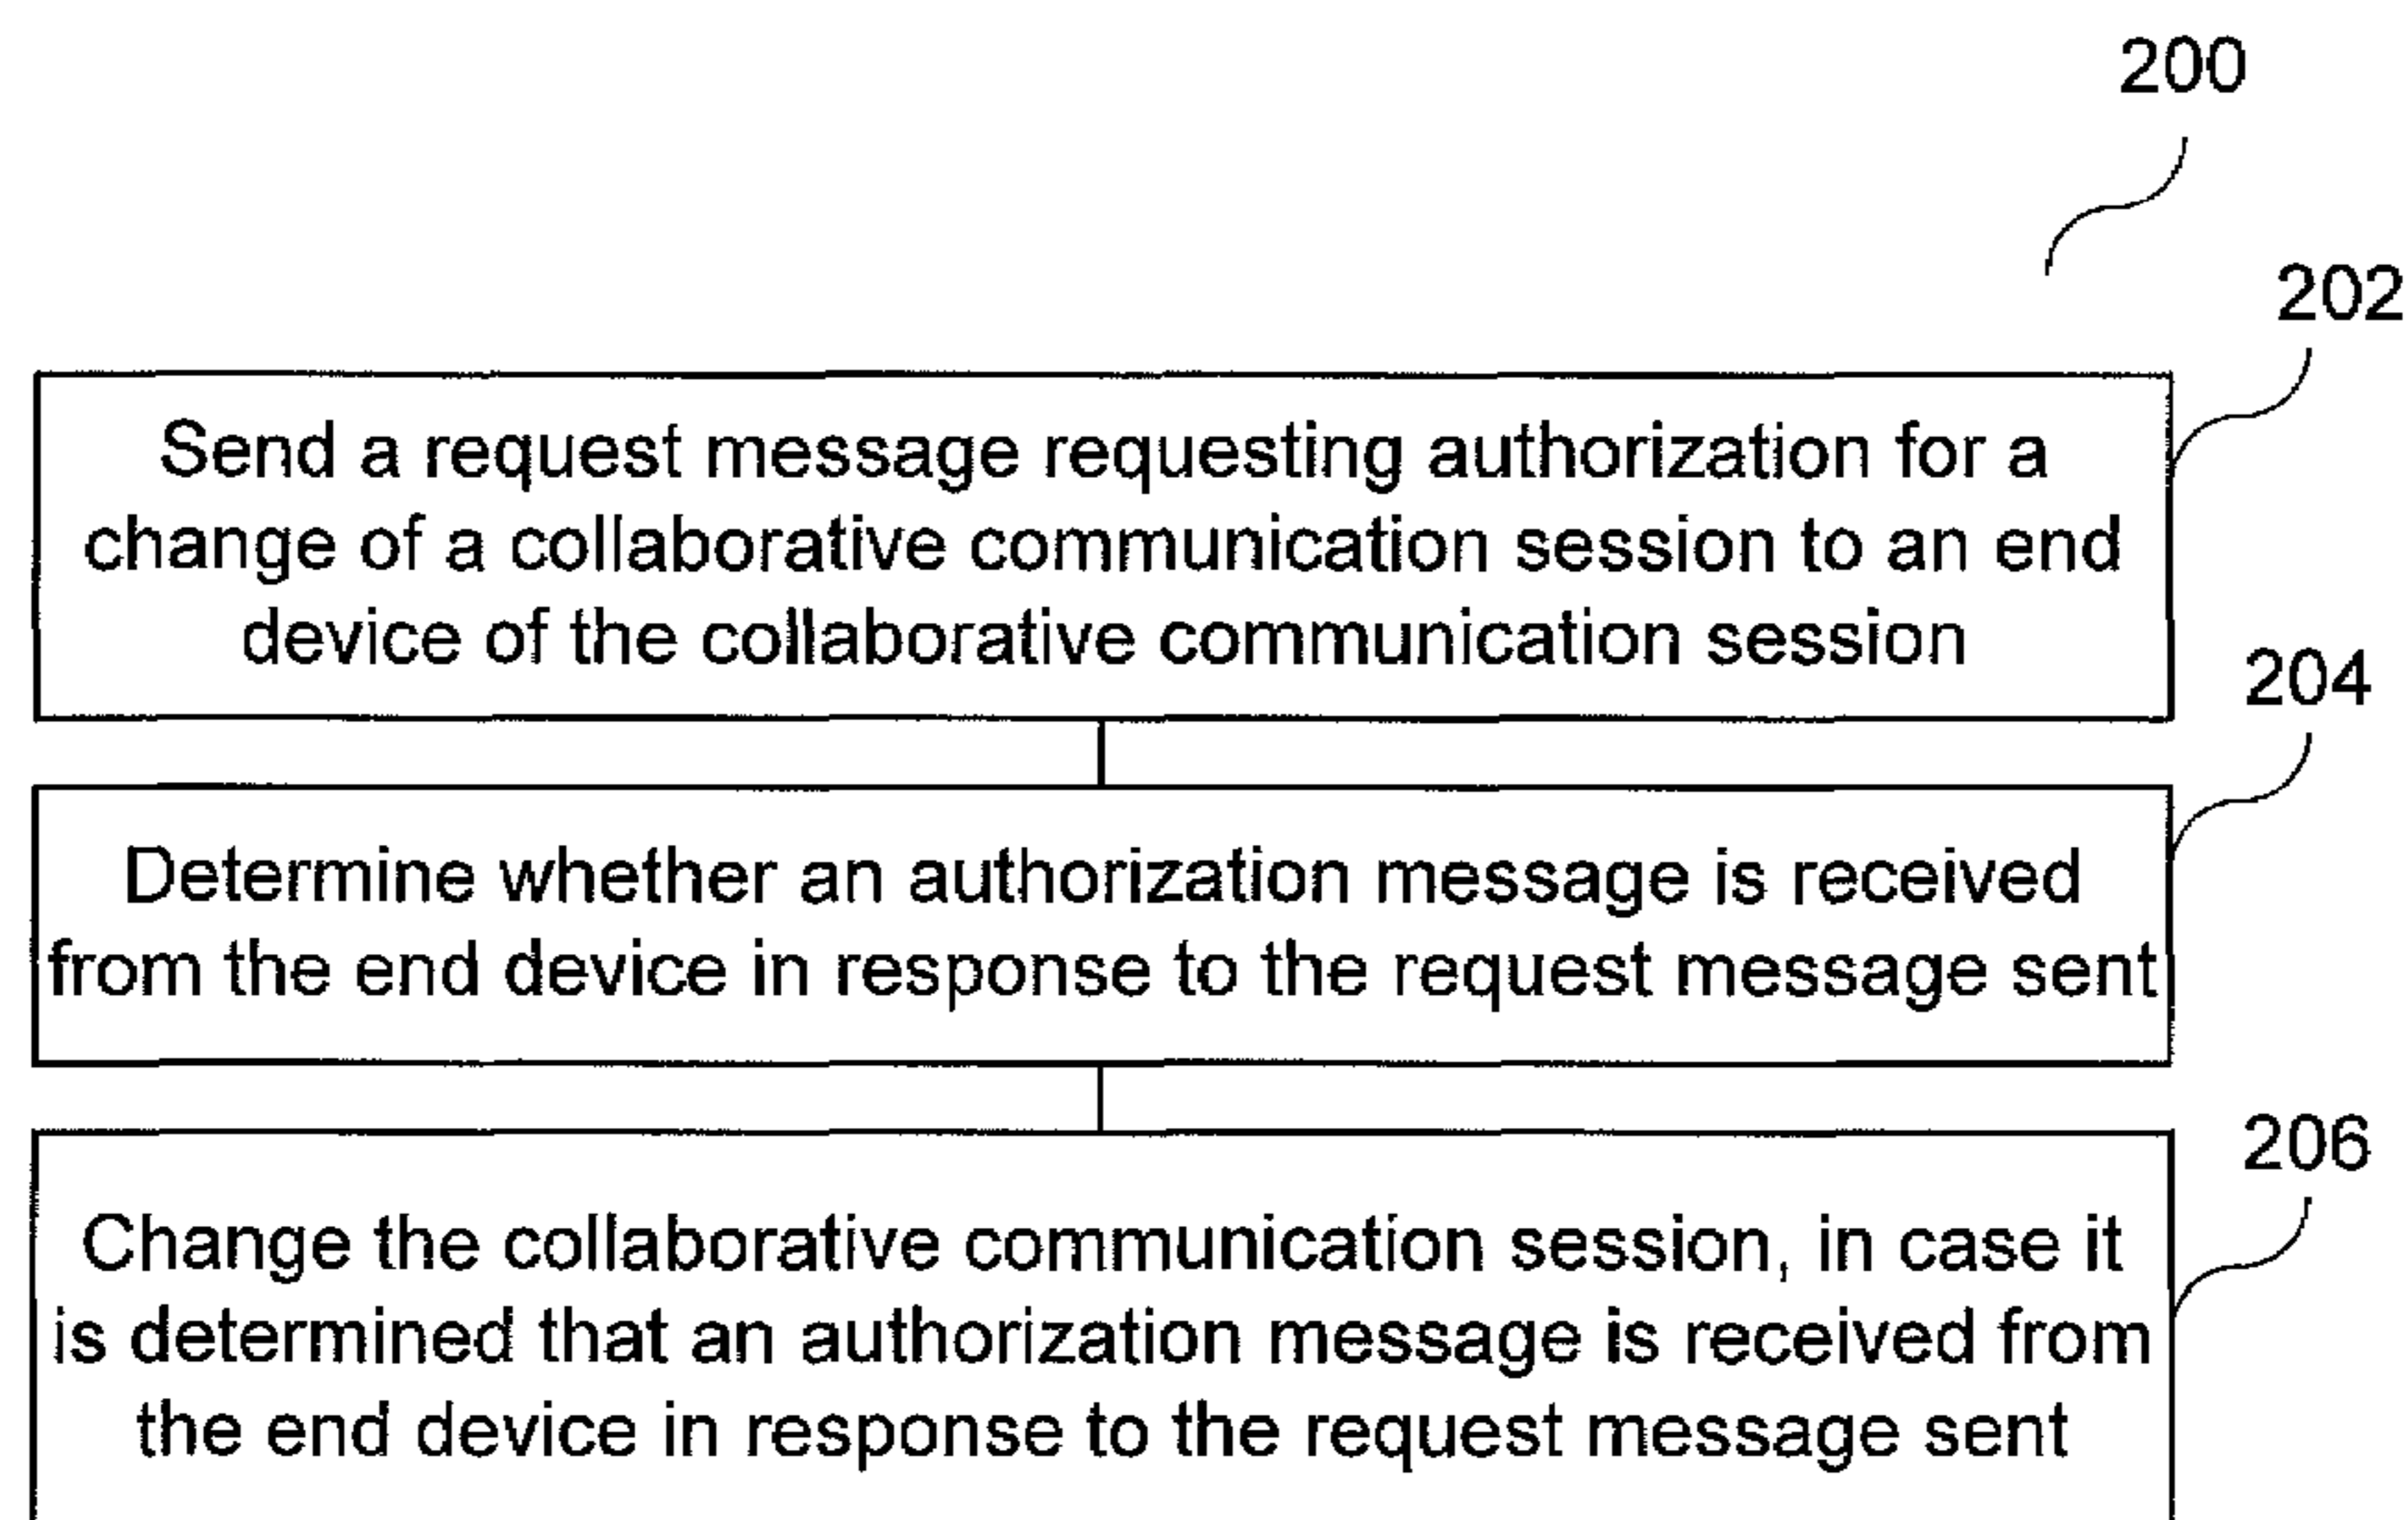 200
202
Send a request message requesting authorization for a
change of a collaborative communication session to an end
device of the collaborative communication session
204
Determine whether an authorization message is received
from the end device in response to the request message sent
206
Change the collaborative communication session, in case it
is determined that an authorization message is received from
the end device in response to the request message sent